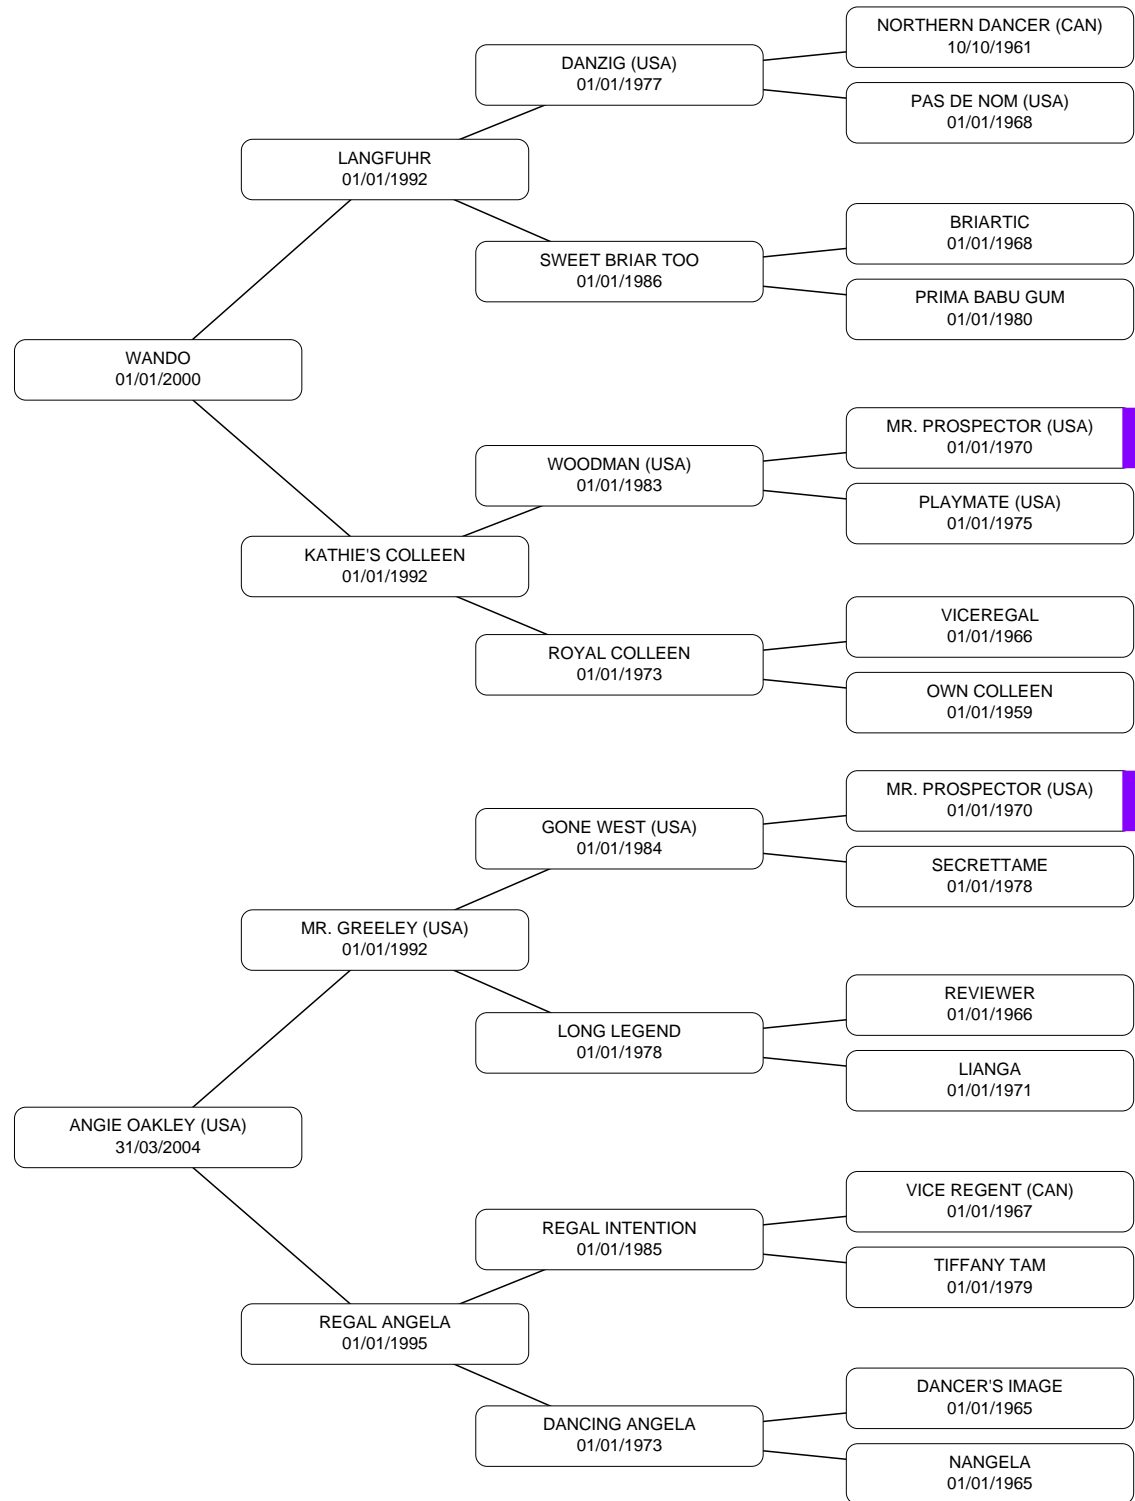 NORTHERN DANCER (CAN)
10/10/1961
DANZIG (USA)
01/01/1977
PAS DE NOM (USA)
01/01/1968
LANGFUHR
01/01/1992
BRIARTIC
01/01/1968
SWEET BRIAR TOO
01/01/1986
PRIMA BABU GUM
01/01/1980
WANDO
01/01/2000
MR. PROSPECTOR (USA)
01/01/1970
WOODMAN (USA)
01/01/1983
PLAYMATE (USA)
01/01/1975
KATHIE'S COLLEEN
01/01/1992
VICEREGAL
01/01/1966
ROYAL COLLEEN
01/01/1973
OWN COLLEEN
01/01/1959
MR. PROSPECTOR (USA)
01/01/1970
GONE WEST (USA)
01/01/1984
SECRETTAME
01/01/1978
MR. GREELEY (USA)
01/01/1992
REVIEWER
01/01/1966
LONG LEGEND
01/01/1978
LIANGA
01/01/1971
ANGIE OAKLEY (USA)
31/03/2004
VICE REGENT (CAN)
01/01/1967
REGAL INTENTION
01/01/1985
TIFFANY TAM
01/01/1979
REGAL ANGELA
01/01/1995
DANCER'S IMAGE
01/01/1965
DANCING ANGELA
01/01/1973
NANGELA
01/01/1965